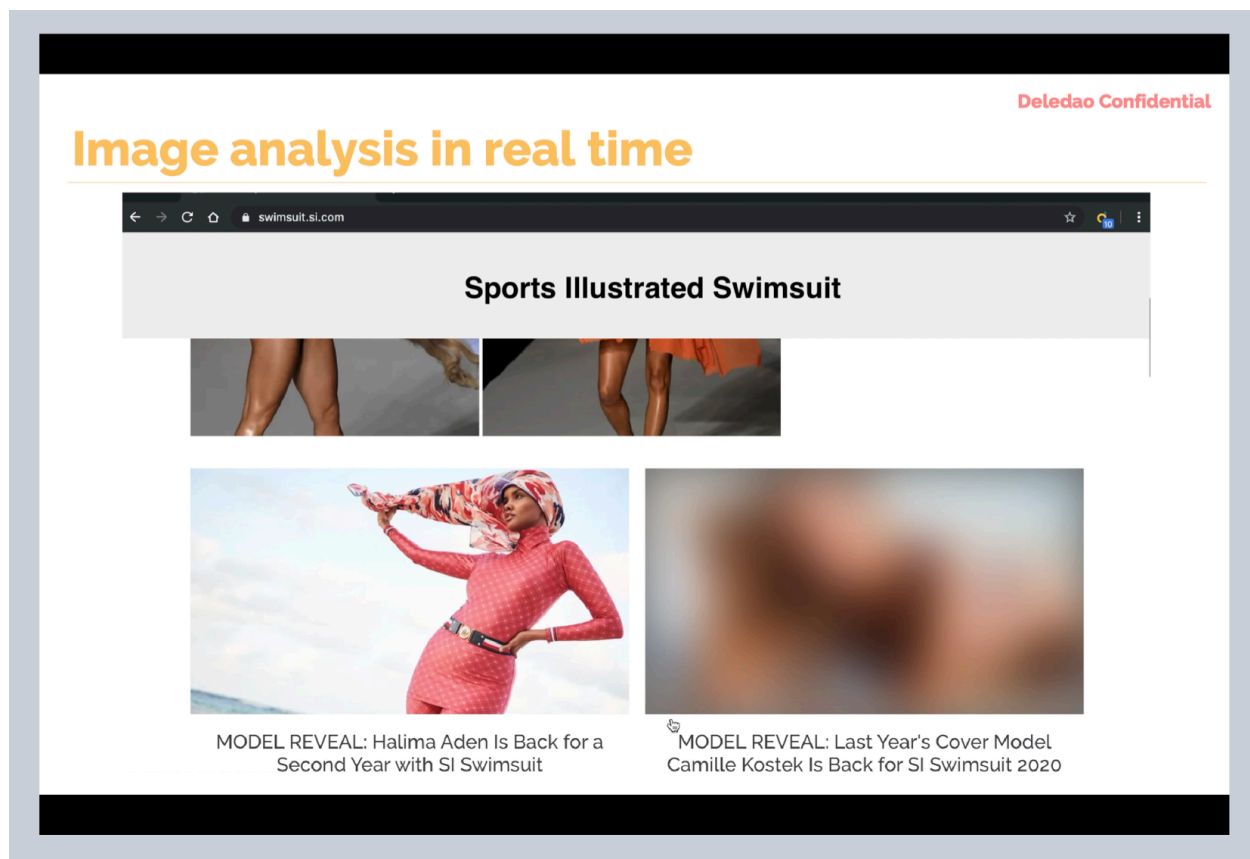 Deledao Confidential
Image analysis in real time
swimsuit.si.com
10
Sports Illustrated Swimsuit
MODEL REVEAL: Halima Aden Is Back for a
Second Year with SI Swimsuit
MODEL REVEAL: Last Year's Cover Model
Camille Kostek Is Back for SI Swimsuit 2020